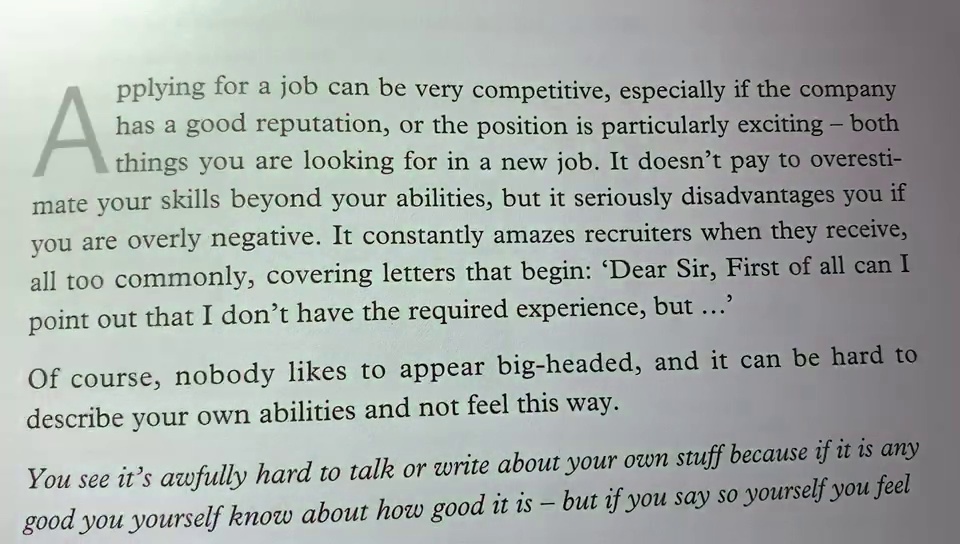 Applying for a job can be very competitive, especially if the company
has a good reputation, or the position is particularly exciting – both
things you are looking for in a new job. It doesn’t pay to overesti-
mate your skills beyond your abilities, but it seriously disadvantages you if
you are overly negative. It constantly amazes recruiters when they receive,
all too commonly, covering letters that begin: ‘Dear Sir, First of all can I
point out that I don’t have the required experience, but …’
Of course, nobody likes to appear big-headed, and it can be hard to
describe your own abilities and not feel this way.
You see it’s awfully hard to talk or write about your own stuff because if it is any
good you yourself know about how good it is – but if you say so yourself you feel